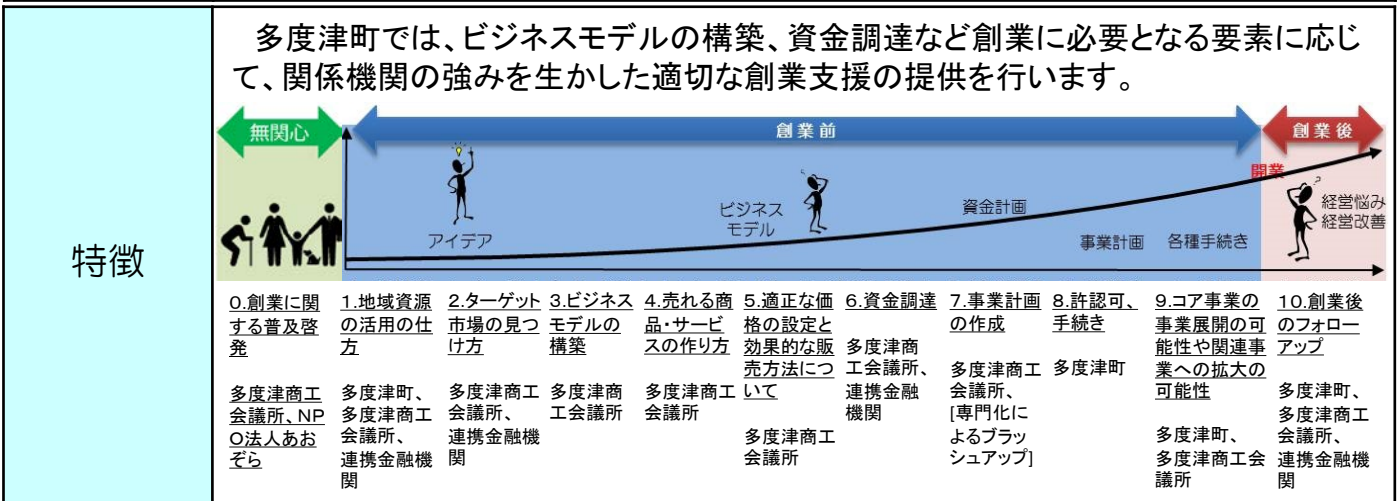 特徴
多度津町では、ビジネスモデルの構築、資金調達など創業に必要となる要素に応じ
て、関係機関の強みを生かした適切な創業支援の提供を行います。
無関心
創業前
創業後
開業
アイデア
ビジネス
モデル
資金計画
事業計画
各種手続き
経営悩み
経営改善
0.創業に関
する普及啓
発
多度津商工
会議所、NP
O法人あお
ぞら
1.地域資源
の活用の仕
方
多度津町、
多度津商工
会議所、
連携金融機
関
2.ターゲット
市場の見つ
け方
多度津商工
会議所、
連携金融機
関
3.ビジネス
モデルの
構築
多度津商
工会議所
4.売れる商
品・サービ
スの作り方
多度津商工
会議所
5.適正な価
格の設定と
効果的な販
売方法につ
いて
多度津商工
会議所
6.資金調達
多度津商
工会議所、
連携金融
機関
7.事業計画
の作成
多度津商工
会議所、
[専門化に
よるブラッ
シュアップ]
8.許認可、
手続き
多度津町
9.コア事業の
事業展開の可
能性や関連事
業への拡大の
可能性
多度津町、
多度津商工会
議所
10.創業後
のフォロー
アップ
多度津町、
多度津商工
会議所、
連携金融機
関